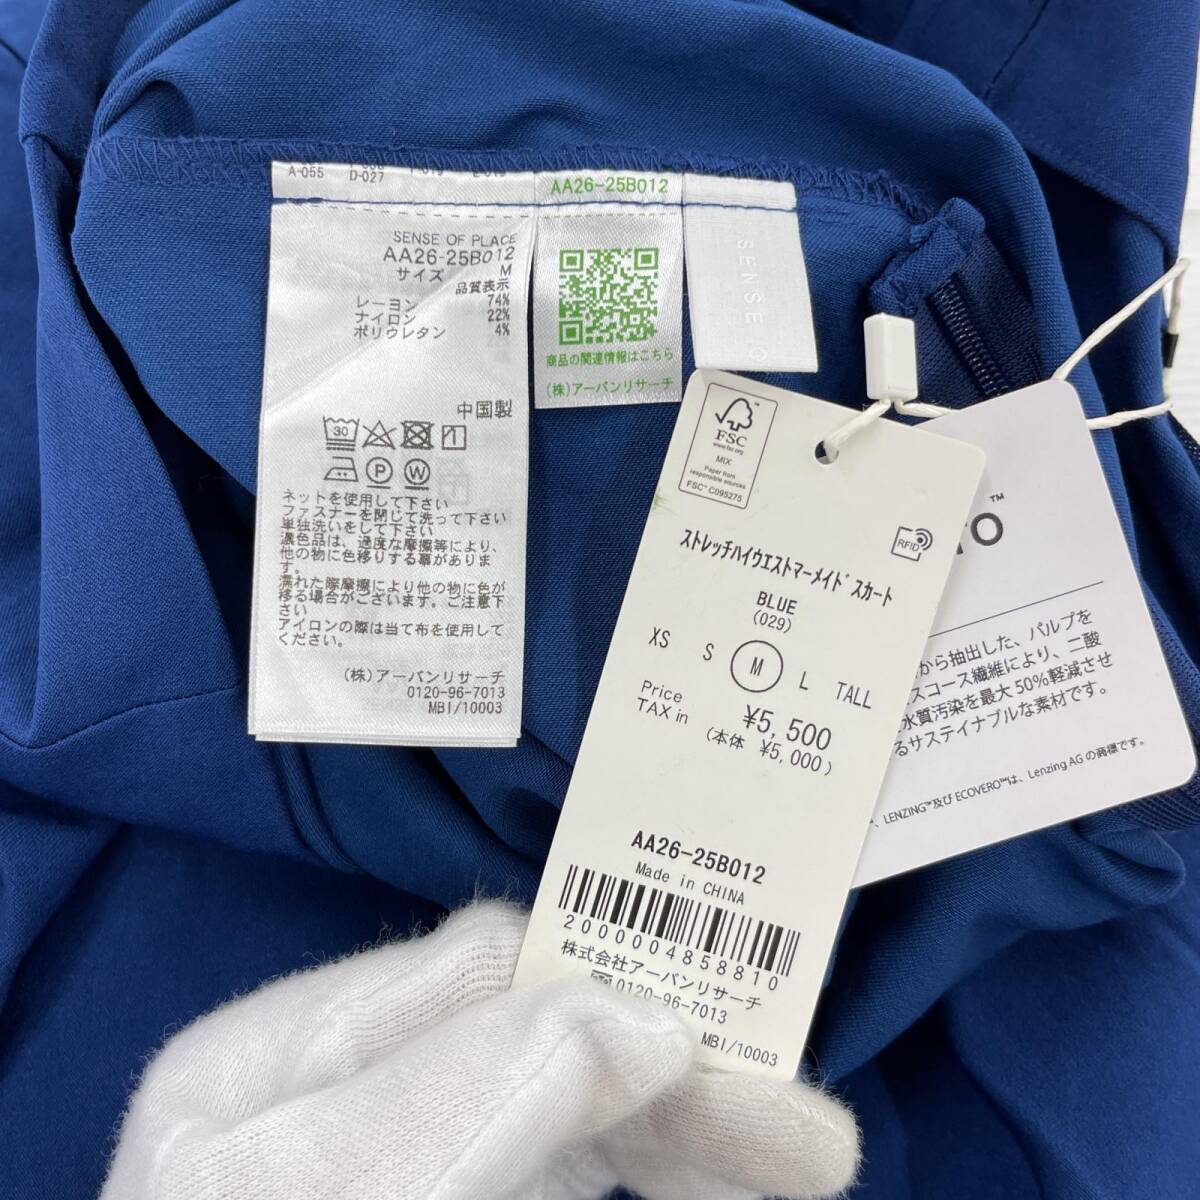 A-055
D-027
SENSE OF PLACE
AA26-25B012
サイズ M
品質表示
レーヨン 74%
ナイロン 22%
ポリウレタン 4%
中国製
30
P W
ネットを使用して下さい
ファスナーを閉じて洗って下さい
単独洗いをして下さい
濃色品は、過度な摩擦等により、
他の物に色移りする事がありま
す。
濡れた際摩擦により他の物に色が
移る場合がございます。ご注意下
さい
アイロンの際は当て布を使用して
ください。
(株)アーバンリサーチ
0120-96-7013
MBI/10003
AA26-25B012
商品の関連情報はこちら
(株)アーバンリサーチ
SENSE O
FSC
www.fsc.org
MIX
Paper from
responsible sources
FSC™ C095275
RFID
ストレッチハイウエストマーメイドスカート
BLUE
(029)
XS S M L TALL
Price
TAX in
¥5,500
(本体 ¥5,000)
AA26-25B012
Made in CHINA
2000004858810
株式会社アーバンリサーチ
0120-96-7013
MBI/10003
TO™
から抽出した、パルプを
スコース繊維により、二酸
水質汚染を最大50%軽減させ
るサステイナブルな素材です。
、LENZING™及び ECOVERO™は、Lenzing AG の商標です。